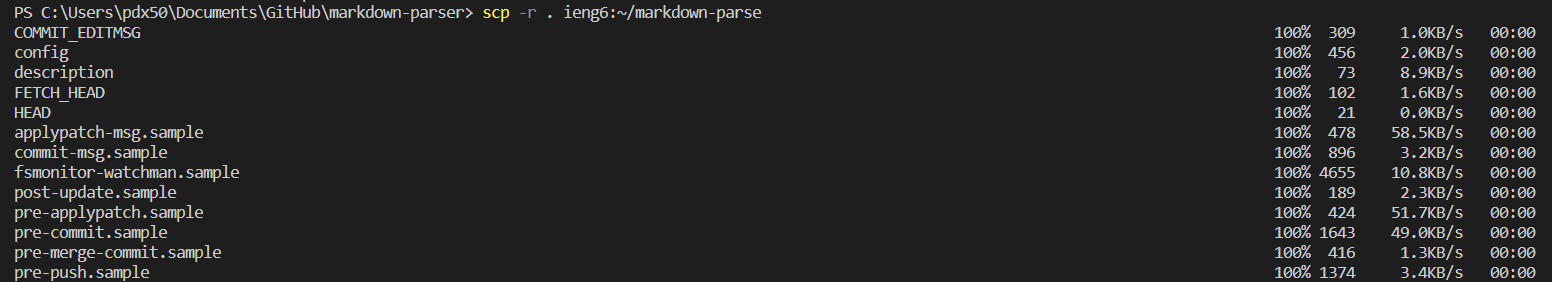 PS C:\Users\pdx50\Documents\GitHub\markdown-parser> scp -r . ieng6:~/markdown-parse
COMMIT_EDITMSG 100% 309 1.0KB/s 00:00
config 100% 456 2.0KB/s 00:00
description 100% 73 8.9KB/s 00:00
FETCH_HEAD 100% 102 1.6KB/s 00:00
HEAD 100% 21 0.0KB/s 00:00
applypatch-msg.sample 100% 478 58.5KB/s 00:00
commit-msg.sample 100% 896 3.2KB/s 00:00
fsmonitor-watchman.sample 100% 4655 10.8KB/s 00:00
post-update.sample 100% 189 2.3KB/s 00:00
pre-applypatch.sample 100% 424 51.7KB/s 00:00
pre-commit.sample 100% 1643 49.0KB/s 00:00
pre-merge-commit.sample 100% 416 1.3KB/s 00:00
pre-push.sample 100% 1374 3.4KB/s 00:00